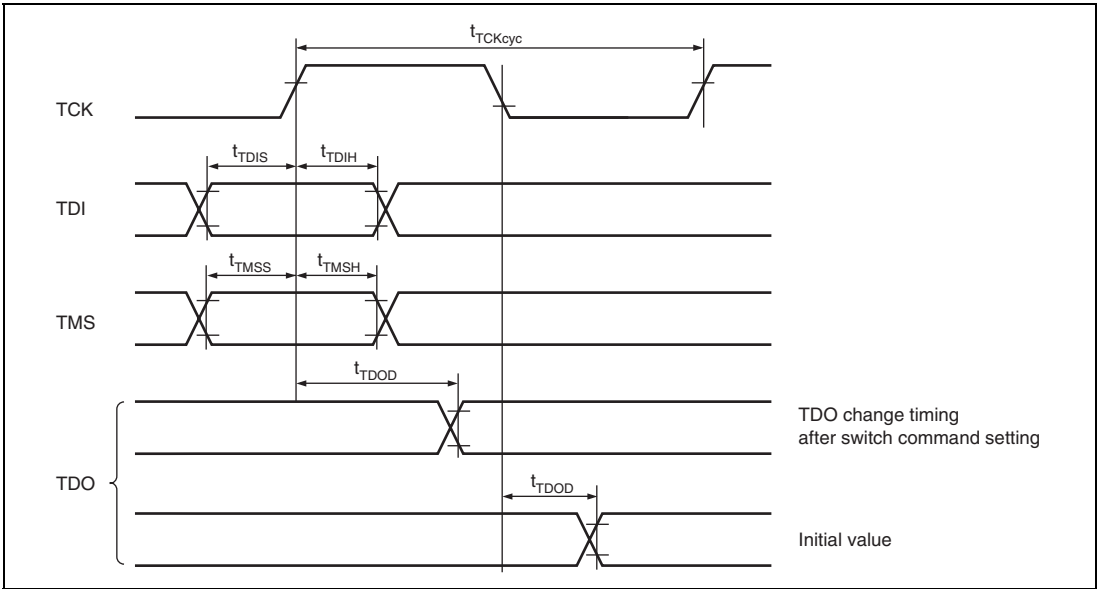 tTCKcyc
TCK
tTDIS
tTDIH
TDI
tTMSS
tTMSH
TMS
tTDOD
TDO change timing
after switch command setting
TDO
tTDOD
Initial value